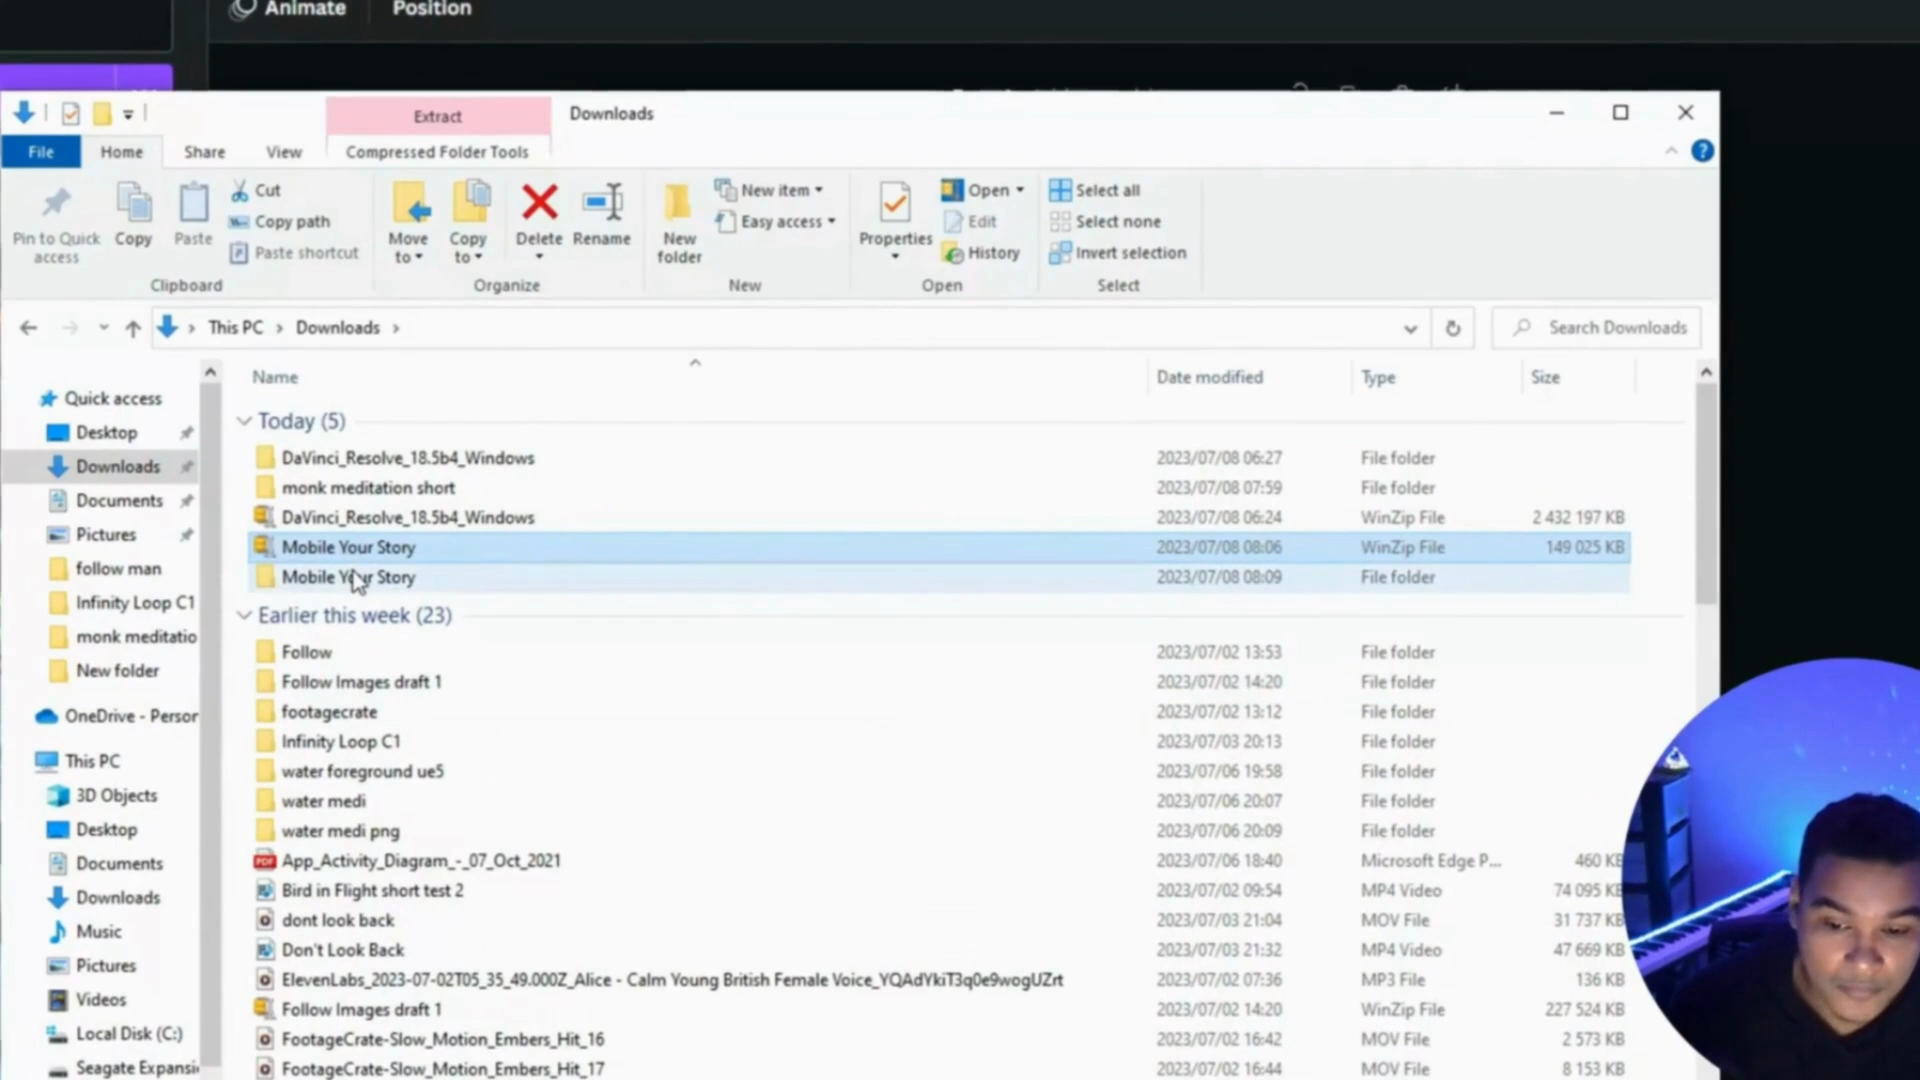 Animate
Position
Extract
Downloads
File
Home
Share
View
Compressed Folder Tools
Pin to Quick access
Copy
Paste
Cut
Copy path
Paste shortcut
Clipboard
Move to
Copy to
Delete
Rename
Organize
New folder
New item
Easy access
New
Properties
Open
Edit
History
Open
Select all
Select none
Invert selection
Select
This PC
Downloads
Search Downloads
Quick access
Desktop
Downloads
Documents
Pictures
follow man
Infinity Loop C1
monk meditatio
New folder
OneDrive - Person
This PC
3D Objects
Desktop
Documents
Downloads
Music
Pictures
Videos
Local Disk (C:)
Seagate Expansi
Name Date modified Type Size
Today (5)
DaVinci_Resolve_18.5b4_Windows 2023/07/08 06:27 File folder
monk meditation short 2023/07/08 07:59 File folder
DaVinci_Resolve_18.5b4_Windows 2023/07/08 06:24 WinZip File 2 432 197 KB
Mobile Your Story 2023/07/08 08:06 WinZip File 149 025 KB
Mobile Your Story 2023/07/08 08:09 File folder
Earlier this week (23)
Follow 2023/07/02 13:53 File folder
Follow Images draft 1 2023/07/02 14:20 File folder
footagecrate 2023/07/02 13:12 File folder
Infinity Loop C1 2023/07/03 20:13 File folder
water foreground ue5 2023/07/06 19:58 File folder
water medi 2023/07/06 20:07 File folder
water medi png 2023/07/06 20:09 File folder
App_Activity_Diagram_-_07_Oct_2021 2023/07/06 18:40 Microsoft Edge P... 460 KB
Bird in Flight short test 2 2023/07/02 09:54 MP4 Video 74 095 KB
dont look back 2023/07/03 21:04 MOV File 31 737 KB
Don't Look Back 2023/07/03 21:32 MP4 Video 47 669 KB
ElevenLabs_2023-07-02T05_35_49.000Z_Alice - Calm Young British Female Voice_YQAdYkiT3q0e9wogUZrt 2023/07/02 07:36 MP3 File 136 KB
Follow Images draft 1 2023/07/02 14:20 WinZip File 227 524 KB
FootageCrate-Slow_Motion_Embers_Hit_16 2023/07/02 16:42 MOV File 2 573 KB
FootageCrate-Slow_Motion_Embers_Hit_17 2023/07/02 16:44 MOV File 8 153 KB